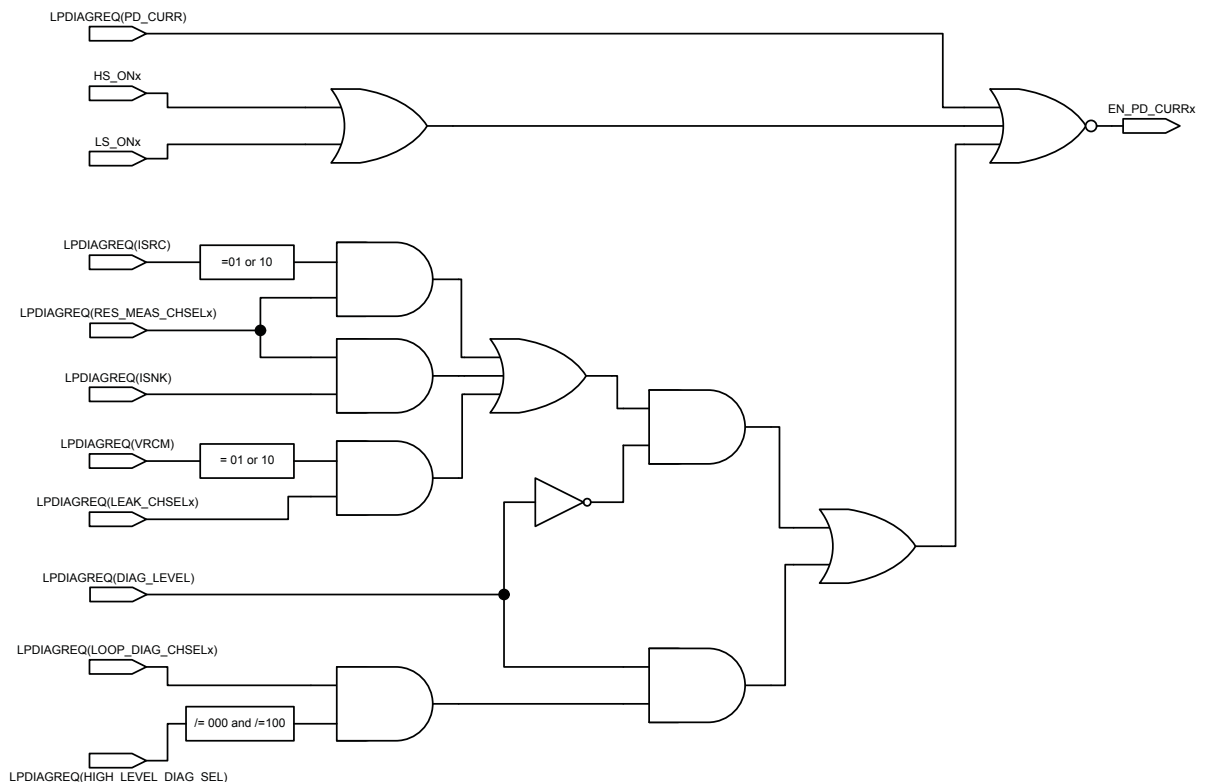 LPDIAGREQ(PD_CURR)
HS_ONx
EN_PD_CURRx
LS_ONx
LPDIAGREQ(ISRC)
=01 or 10
LPDIAGREQ(RES_MEAS_CHSELx)
LPDIAGREQ(ISNK)
LPDIAGREQ(VRCM)
= 01 or 10
LPDIAGREQ(LEAK_CHSELx)
LPDIAGREQ(DIAG_LEVEL)
LPDIAGREQ(LOOP_DIAG_CHSELx)
/= 000 and /=100
LPDIAGREQ(HIGH_LEVEL_DIAG_SEL)